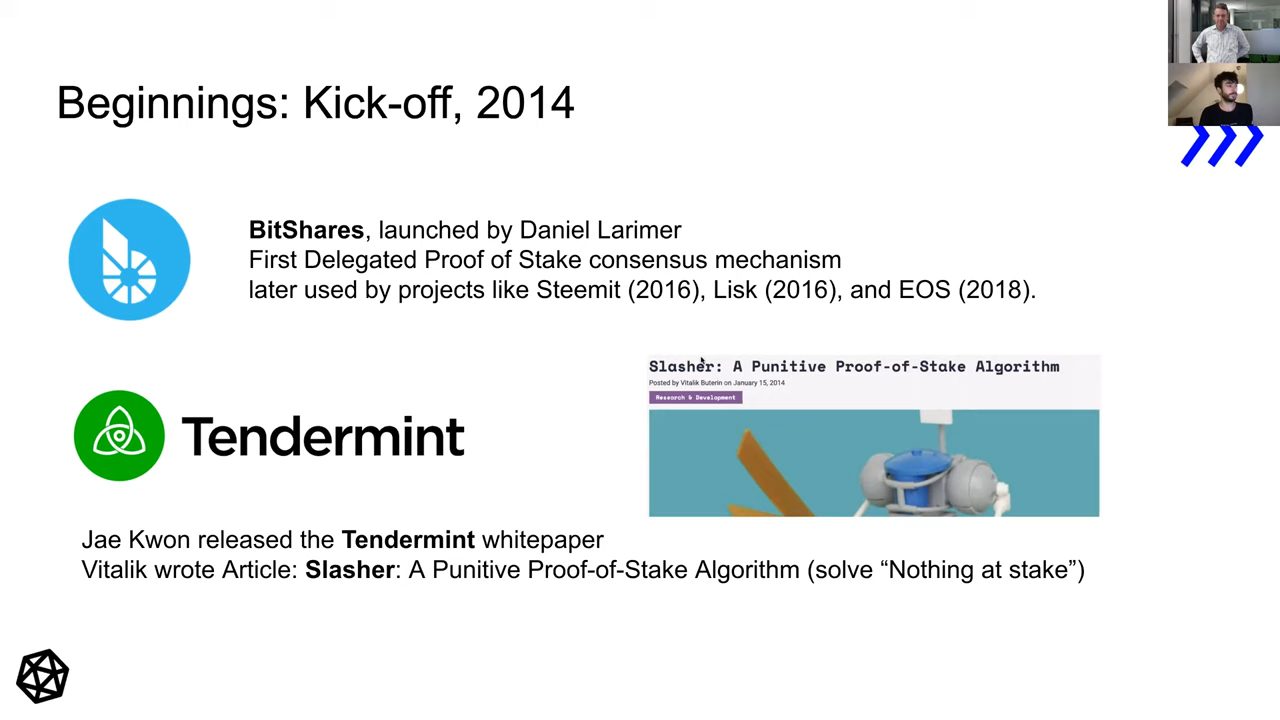 Beginnings: Kick-off, 2014
BitShares, launched by Daniel Larimer
First Delegated Proof of Stake consensus mechanism
later used by projects like Steemit (2016), Lisk (2016), and EOS (2018).
Slasher: A Punitive Proof-of-Stake Algorithm
Posted by Vitalik Buterin on January 15, 2014
Research & Development
Tendermint
Jae Kwon released the Tendermint whitepaper
Vitalik wrote Article: Slasher: A Punitive Proof-of-Stake Algorithm (solve “Nothing at stake”)